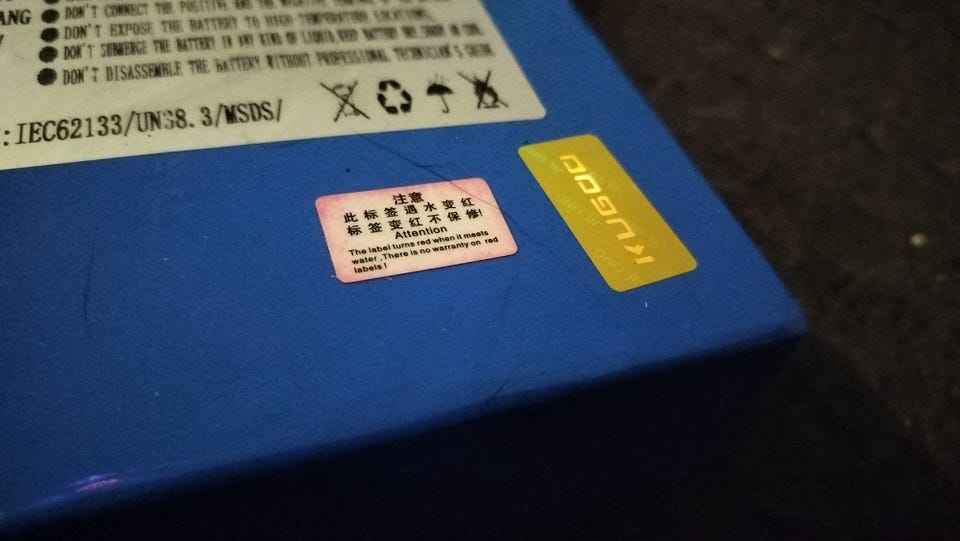 ANG
DON'T CONNECT THE POSITIVE AND THE NEGATIVE
DON'T EXPOSE THE BATTERY TO HIGH TEMPERATURE LOCATIONS.
DON'T SUBMERGE THE BATTERY IN ANY KIND OF LIQUID KEEP BATTERY DRY
DON'T DISASSEMBLE THE BATTERY WITHOUT PROFESSIONAL TECHNICIAN'S
:IEC62133/UN38.3/MSDS/
注意
此标签遇水变红
标签变红不保修!
Attention
The label turns red when it meets
water ,There is no warranty on red
labels !
KUGOO